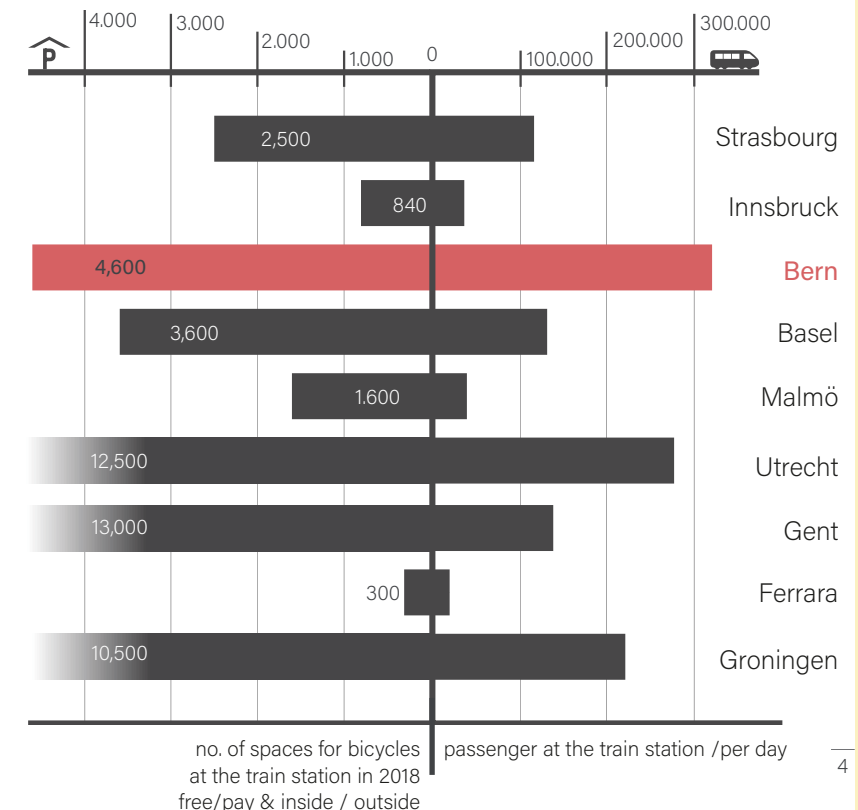 4.000
3.000
2.000
1.000
0
100.000
200.000
300.000
P
2,500
Strasbourg
840
Innsbruck
4,600
Bern
3,600
Basel
1.600
Malmö
12,500
Utrecht
13,000
Gent
300
Ferrara
10,500
Groningen
no. of spaces for bicycles
at the train station in 2018
free/pay & inside / outside
passenger at the train station /per day
4